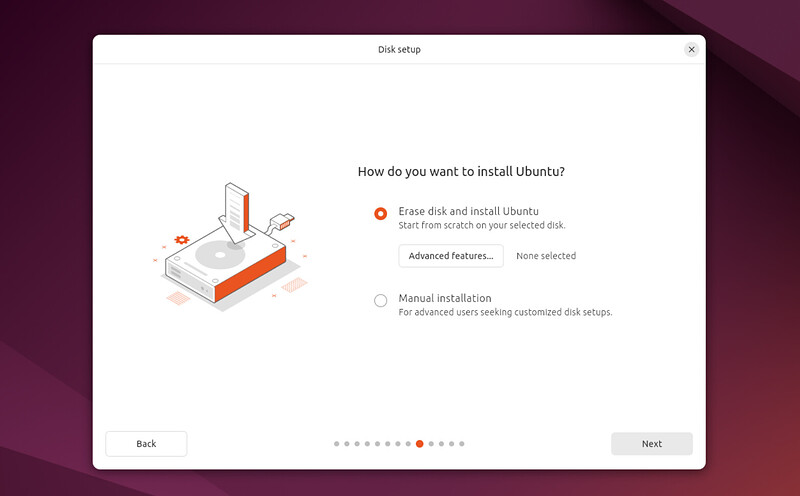 Disk setup
How do you want to install Ubuntu?
Erase disk and install Ubuntu
Start from scratch on your selected disk.
Advanced features...
None selected
Manual installation
For advanced users seeking customized disk setups.
Back
Next